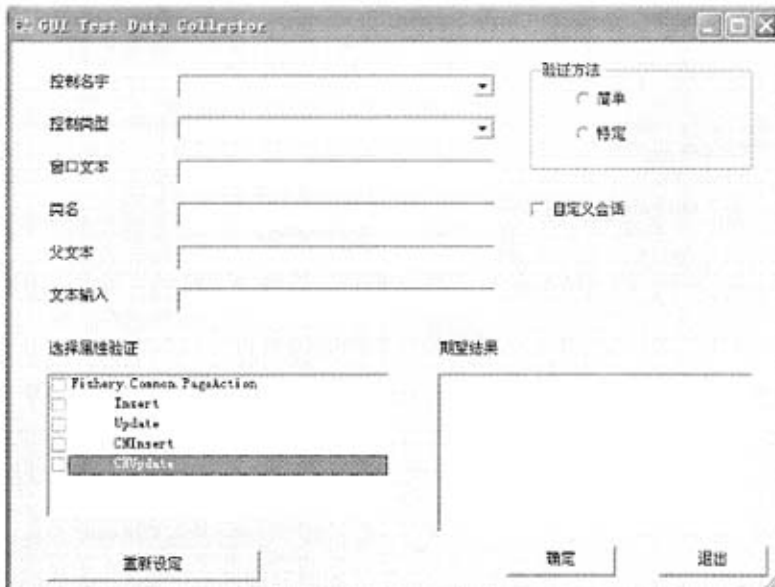 GUI Test Data Collector
控制名字
控制类型
窗口文本
类名
父文本
文本输入
验证方法
简单
特定
自定义会话
选择属性验证
Fishery.Common.PageAction
Insert
Update
CNInsert
CNUpdate
期望结果
重新设定
确定
退出